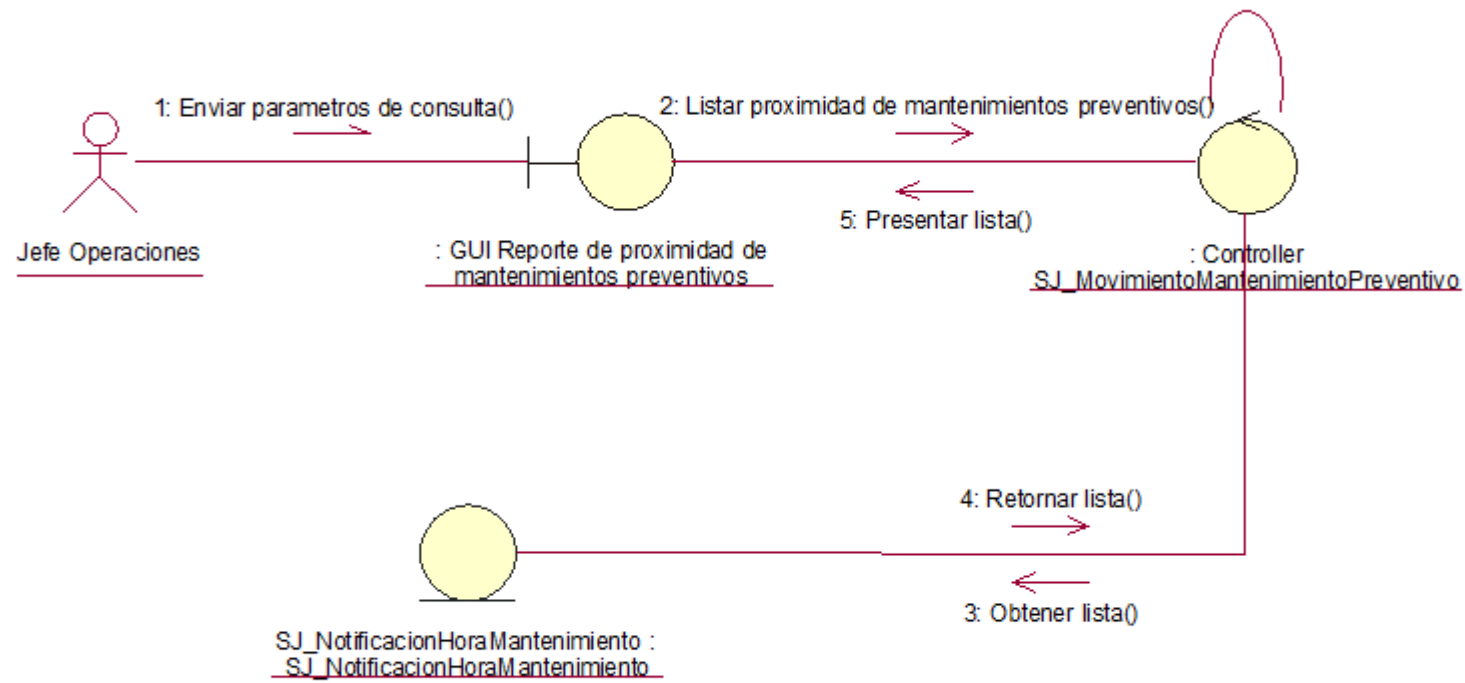 1: Enviar parametros de consulta()
2: Listar proximidad de mantenimientos preventivos()
5: Presentar lista()
Jefe Operaciones
: GUI Reporte de proximidad de
mantenimientos preventivos
: Controller
SJ_MovimientoMantenimientoPreventivo
4: Retornar lista()
3: Obtener lista()
SJ_NotificacionHoraMantenimiento :
SJ_NotificacionHoraMantenimiento